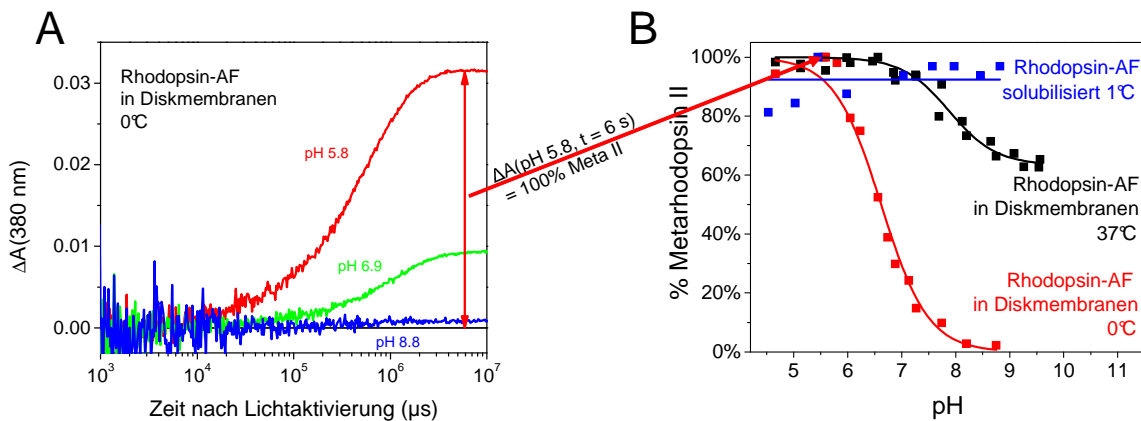 A
0.03
0.02
0.01
0.00
ΔA(380 nm)
Rhodopsin-AF
in Diskmembranen
0°C
pH 5.8
pH 6.9
pH 8.8
10³
10⁴
10⁵
10⁶
10⁷
Zeit nach Lichtaktivierung (µs)
ΔA(pH 5.8, t = 6 s)
= 100% Meta II
B
100%
80%
60%
40%
20%
0%
% Metarhodopsin II
Rhodopsin-AF
solubilisiert 1°C
Rhodopsin-AF
in Diskmembranen
37°C
Rhodopsin-AF
in Diskmembranen
0°C
5
6
7
8
9
10
11
pH